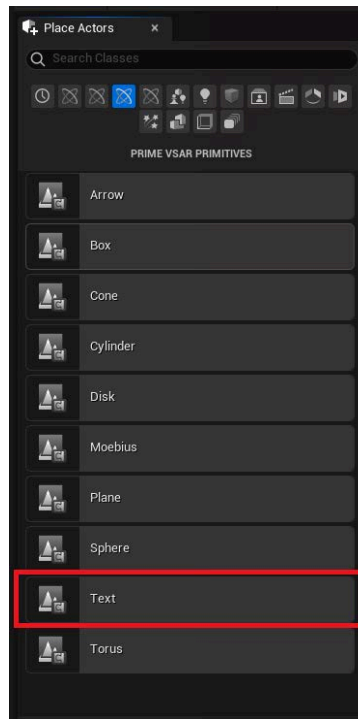 Place Actors
Search Classes
PRIME VSAR PRIMITIVES
Arrow
Box
Cone
Cylinder
Disk
Moebius
Plane
Sphere
Text
Torus